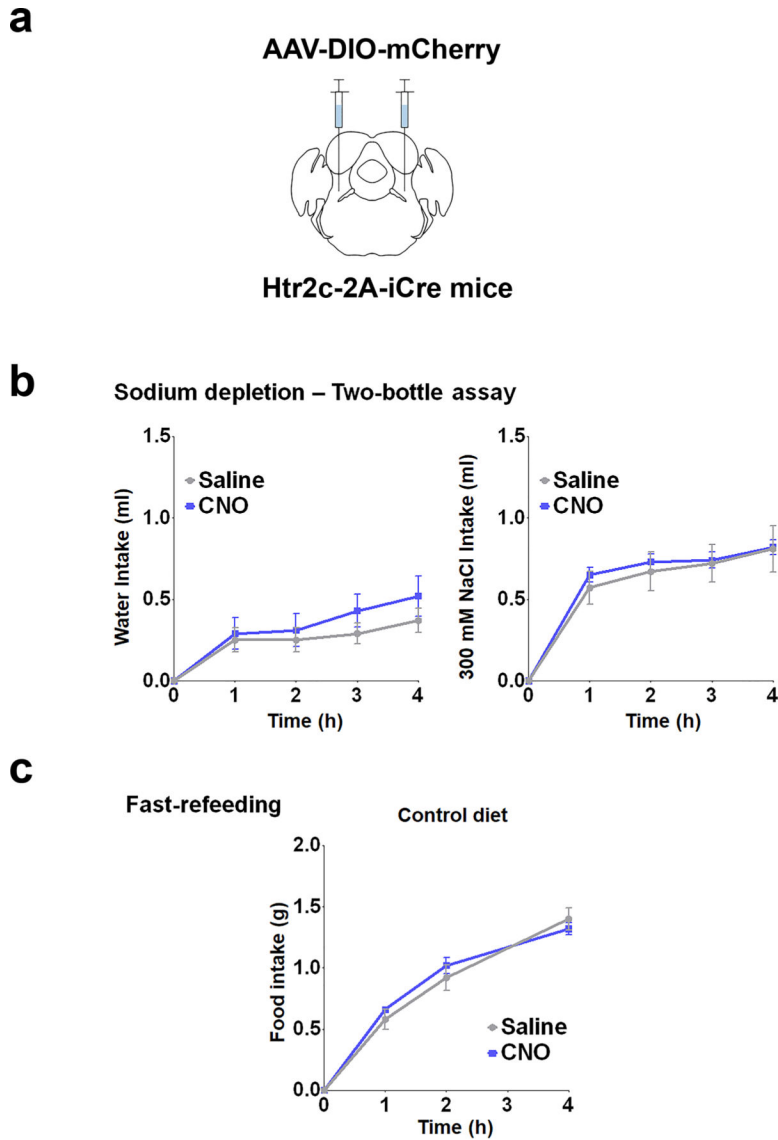 a
AAV-DIO-mCherry
Htr2c-2A-iCre mice
b
Sodium depletion – Two-bottle assay
1.5
1.0
0.5
0.0
Water Intake (ml)
Saline
CNO
0 1 2 3 4
Time (h)
1.5
1.0
0.5
0.0
300 mM NaCl Intake (ml)
Saline
CNO
0 1 2 3 4
Time (h)
c
Fast-refeeding
Control diet
2.0
1.5
1.0
0.5
0.0
Food intake (g)
Saline
CNO
0 1 2 3 4
Time (h)